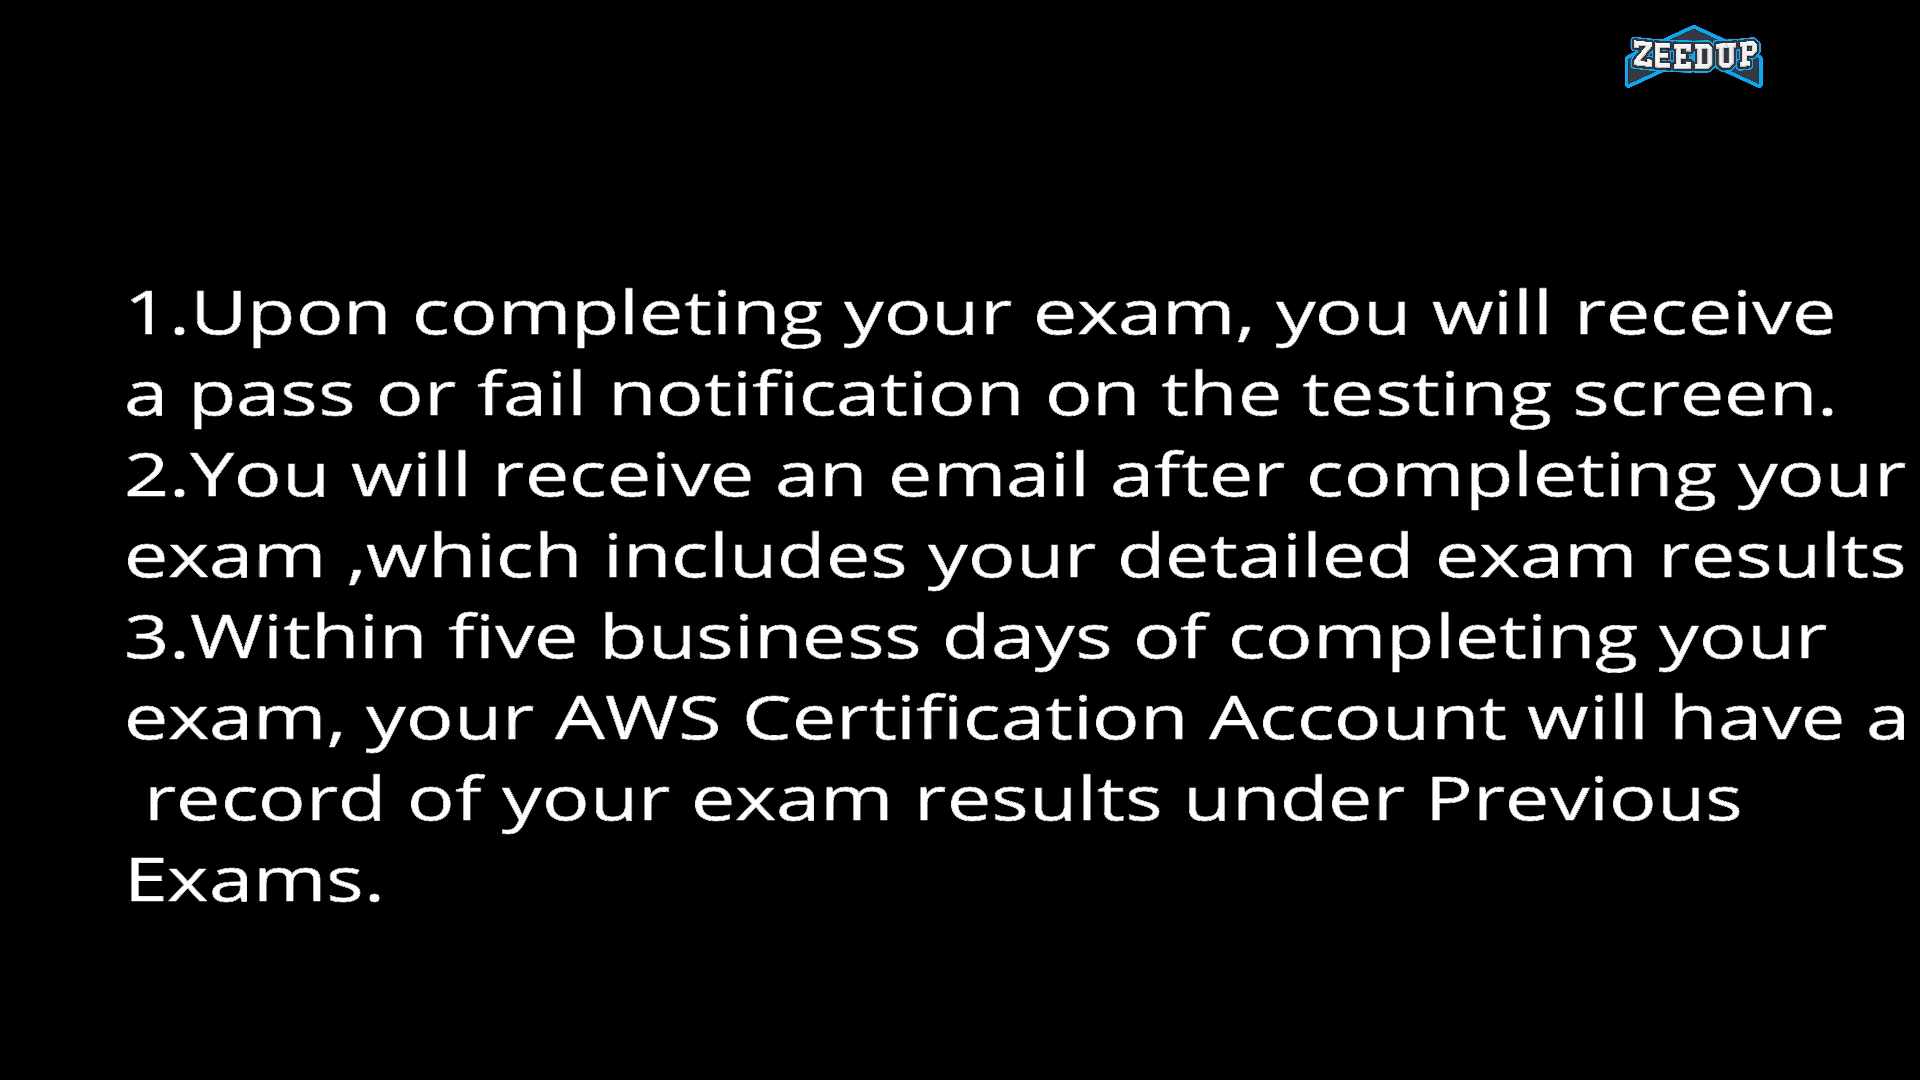 ZEEDUP
1.Upon completing your exam, you will receive
a pass or fail notification on the testing screen.
2.You will receive an email after completing your
exam ,which includes your detailed exam results
3.Within five business days of completing your
exam, your AWS Certification Account will have a
record of your exam results under Previous
Exams.